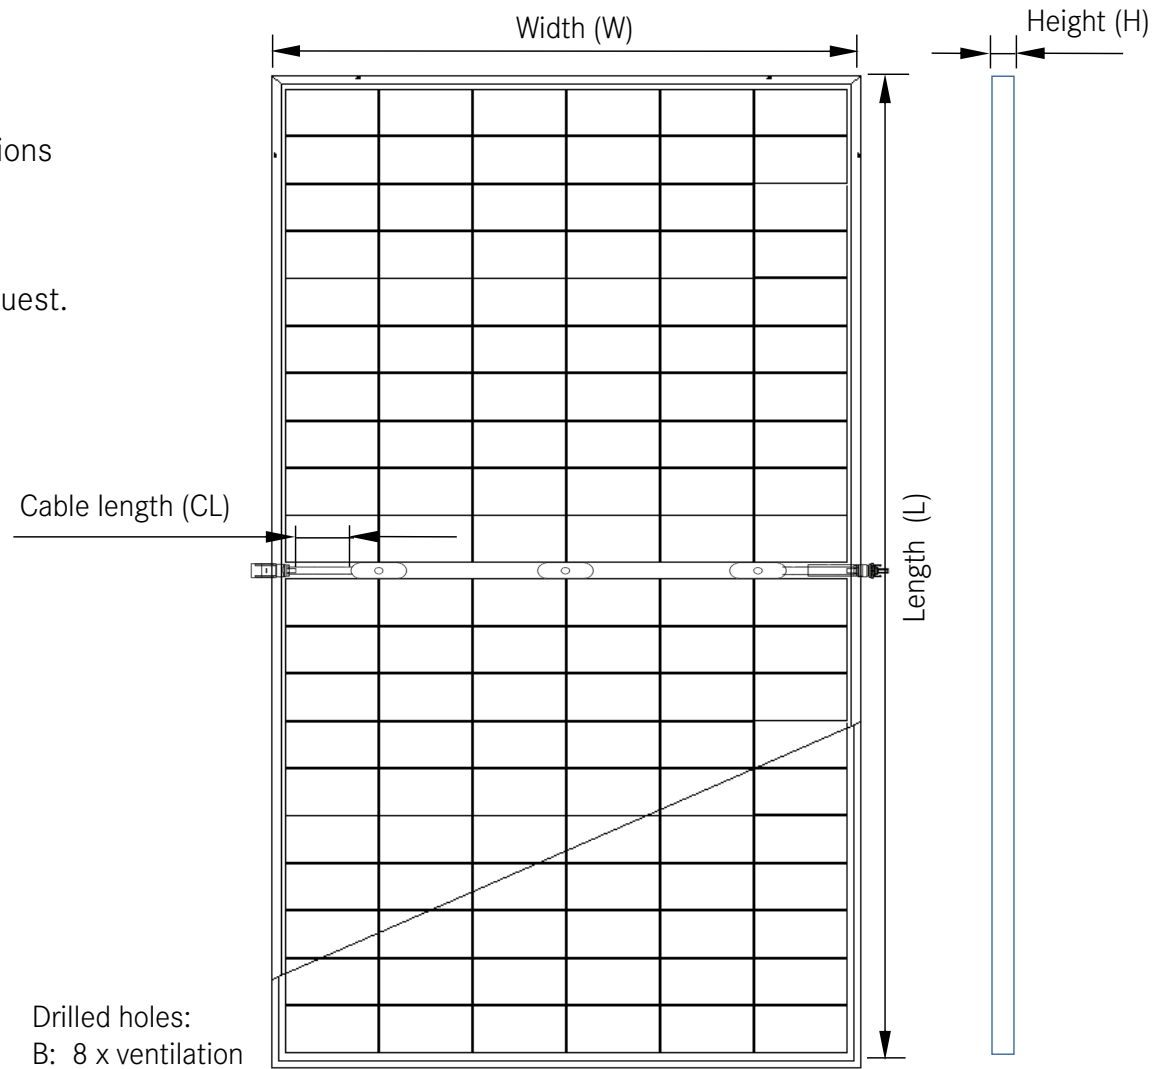 Width (W)
Height (H)
ions
uest.
Cable length (CL)
Length (L)
Drilled holes:
B: 8 x ventilation